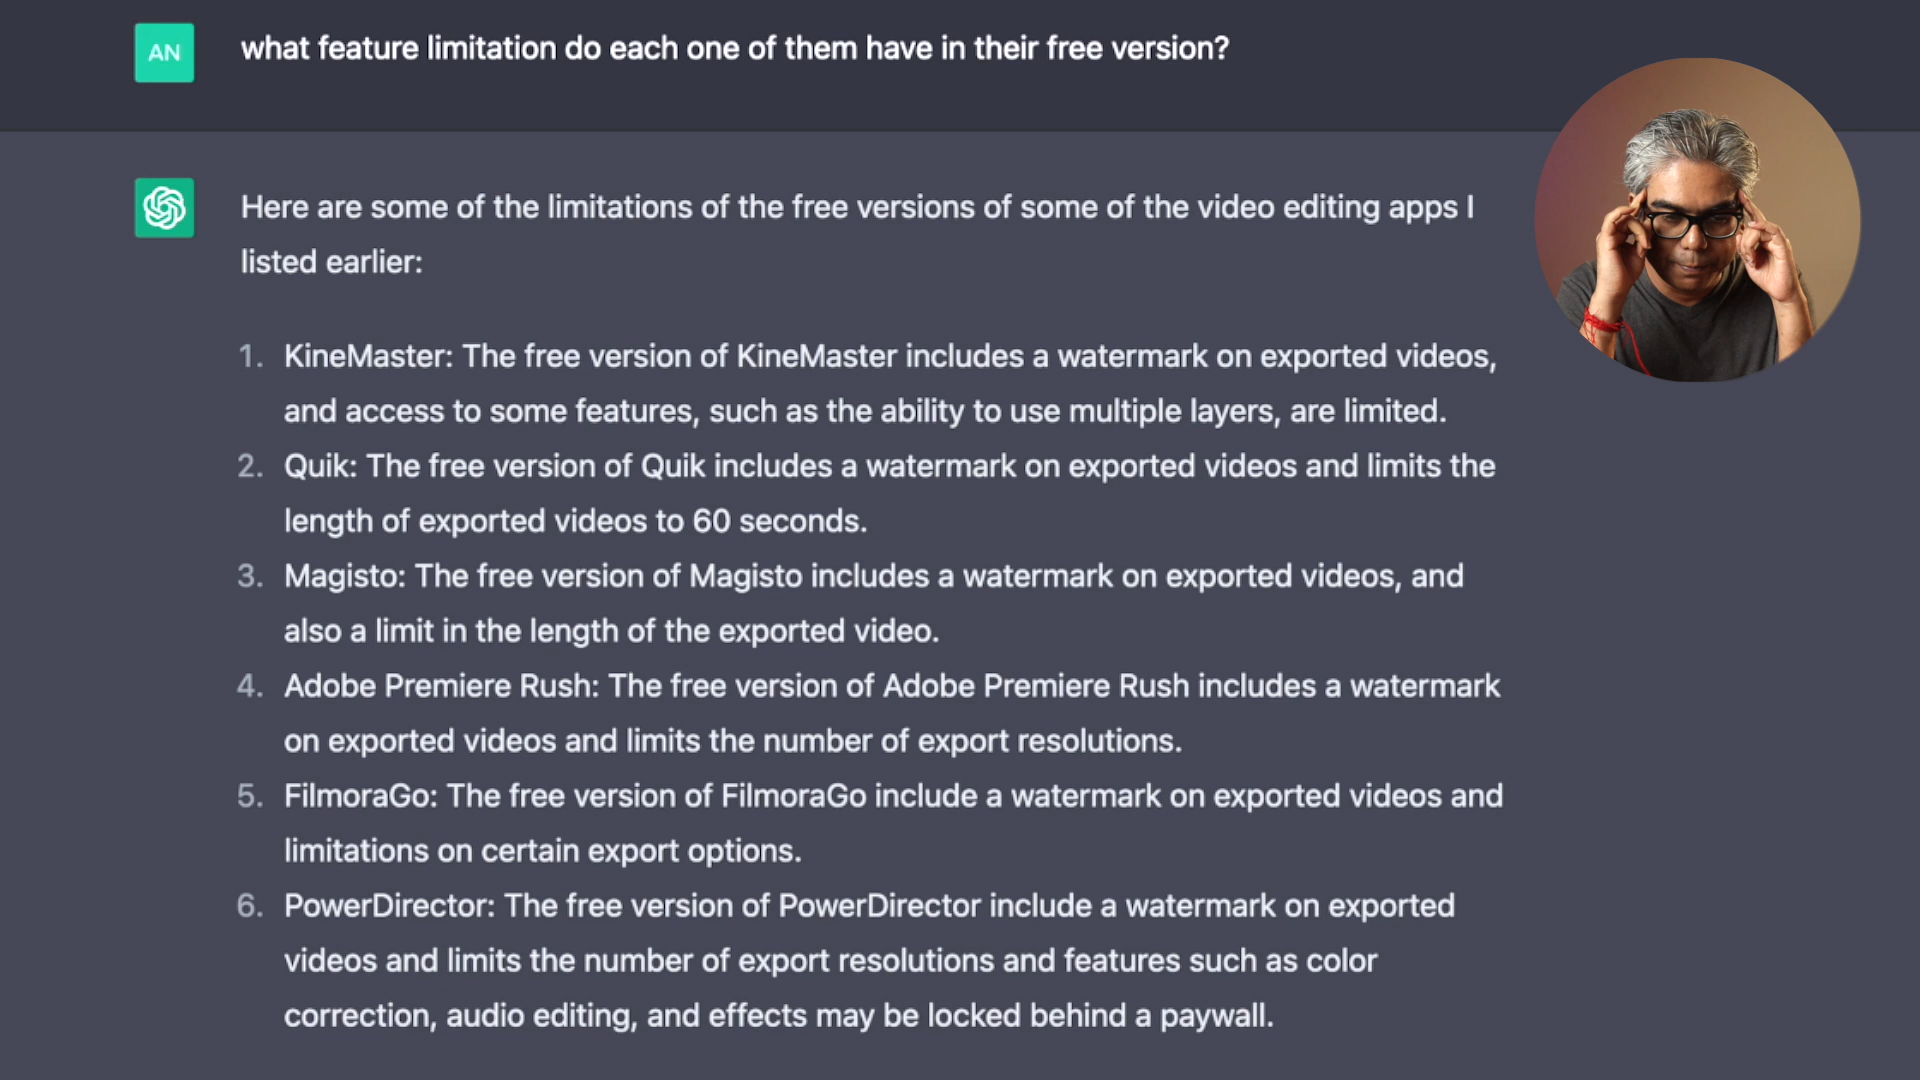 AN
what feature limitation do each one of them have in their free version?
Here are some of the limitations of the free versions of some of the video editing apps I
listed earlier:
1. KineMaster: The free version of KineMaster includes a watermark on exported videos,
and access to some features, such as the ability to use multiple layers, are limited.
2. Quik: The free version of Quik includes a watermark on exported videos and limits the
length of exported videos to 60 seconds.
3. Magisto: The free version of Magisto includes a watermark on exported videos, and
also a limit in the length of the exported video.
4. Adobe Premiere Rush: The free version of Adobe Premiere Rush includes a watermark
on exported videos and limits the number of export resolutions.
5. FilmoraGo: The free version of FilmoraGo include a watermark on exported videos and
limitations on certain export options.
6. PowerDirector: The free version of PowerDirector include a watermark on exported
videos and limits the number of export resolutions and features such as color
correction, audio editing, and effects may be locked behind a paywall.